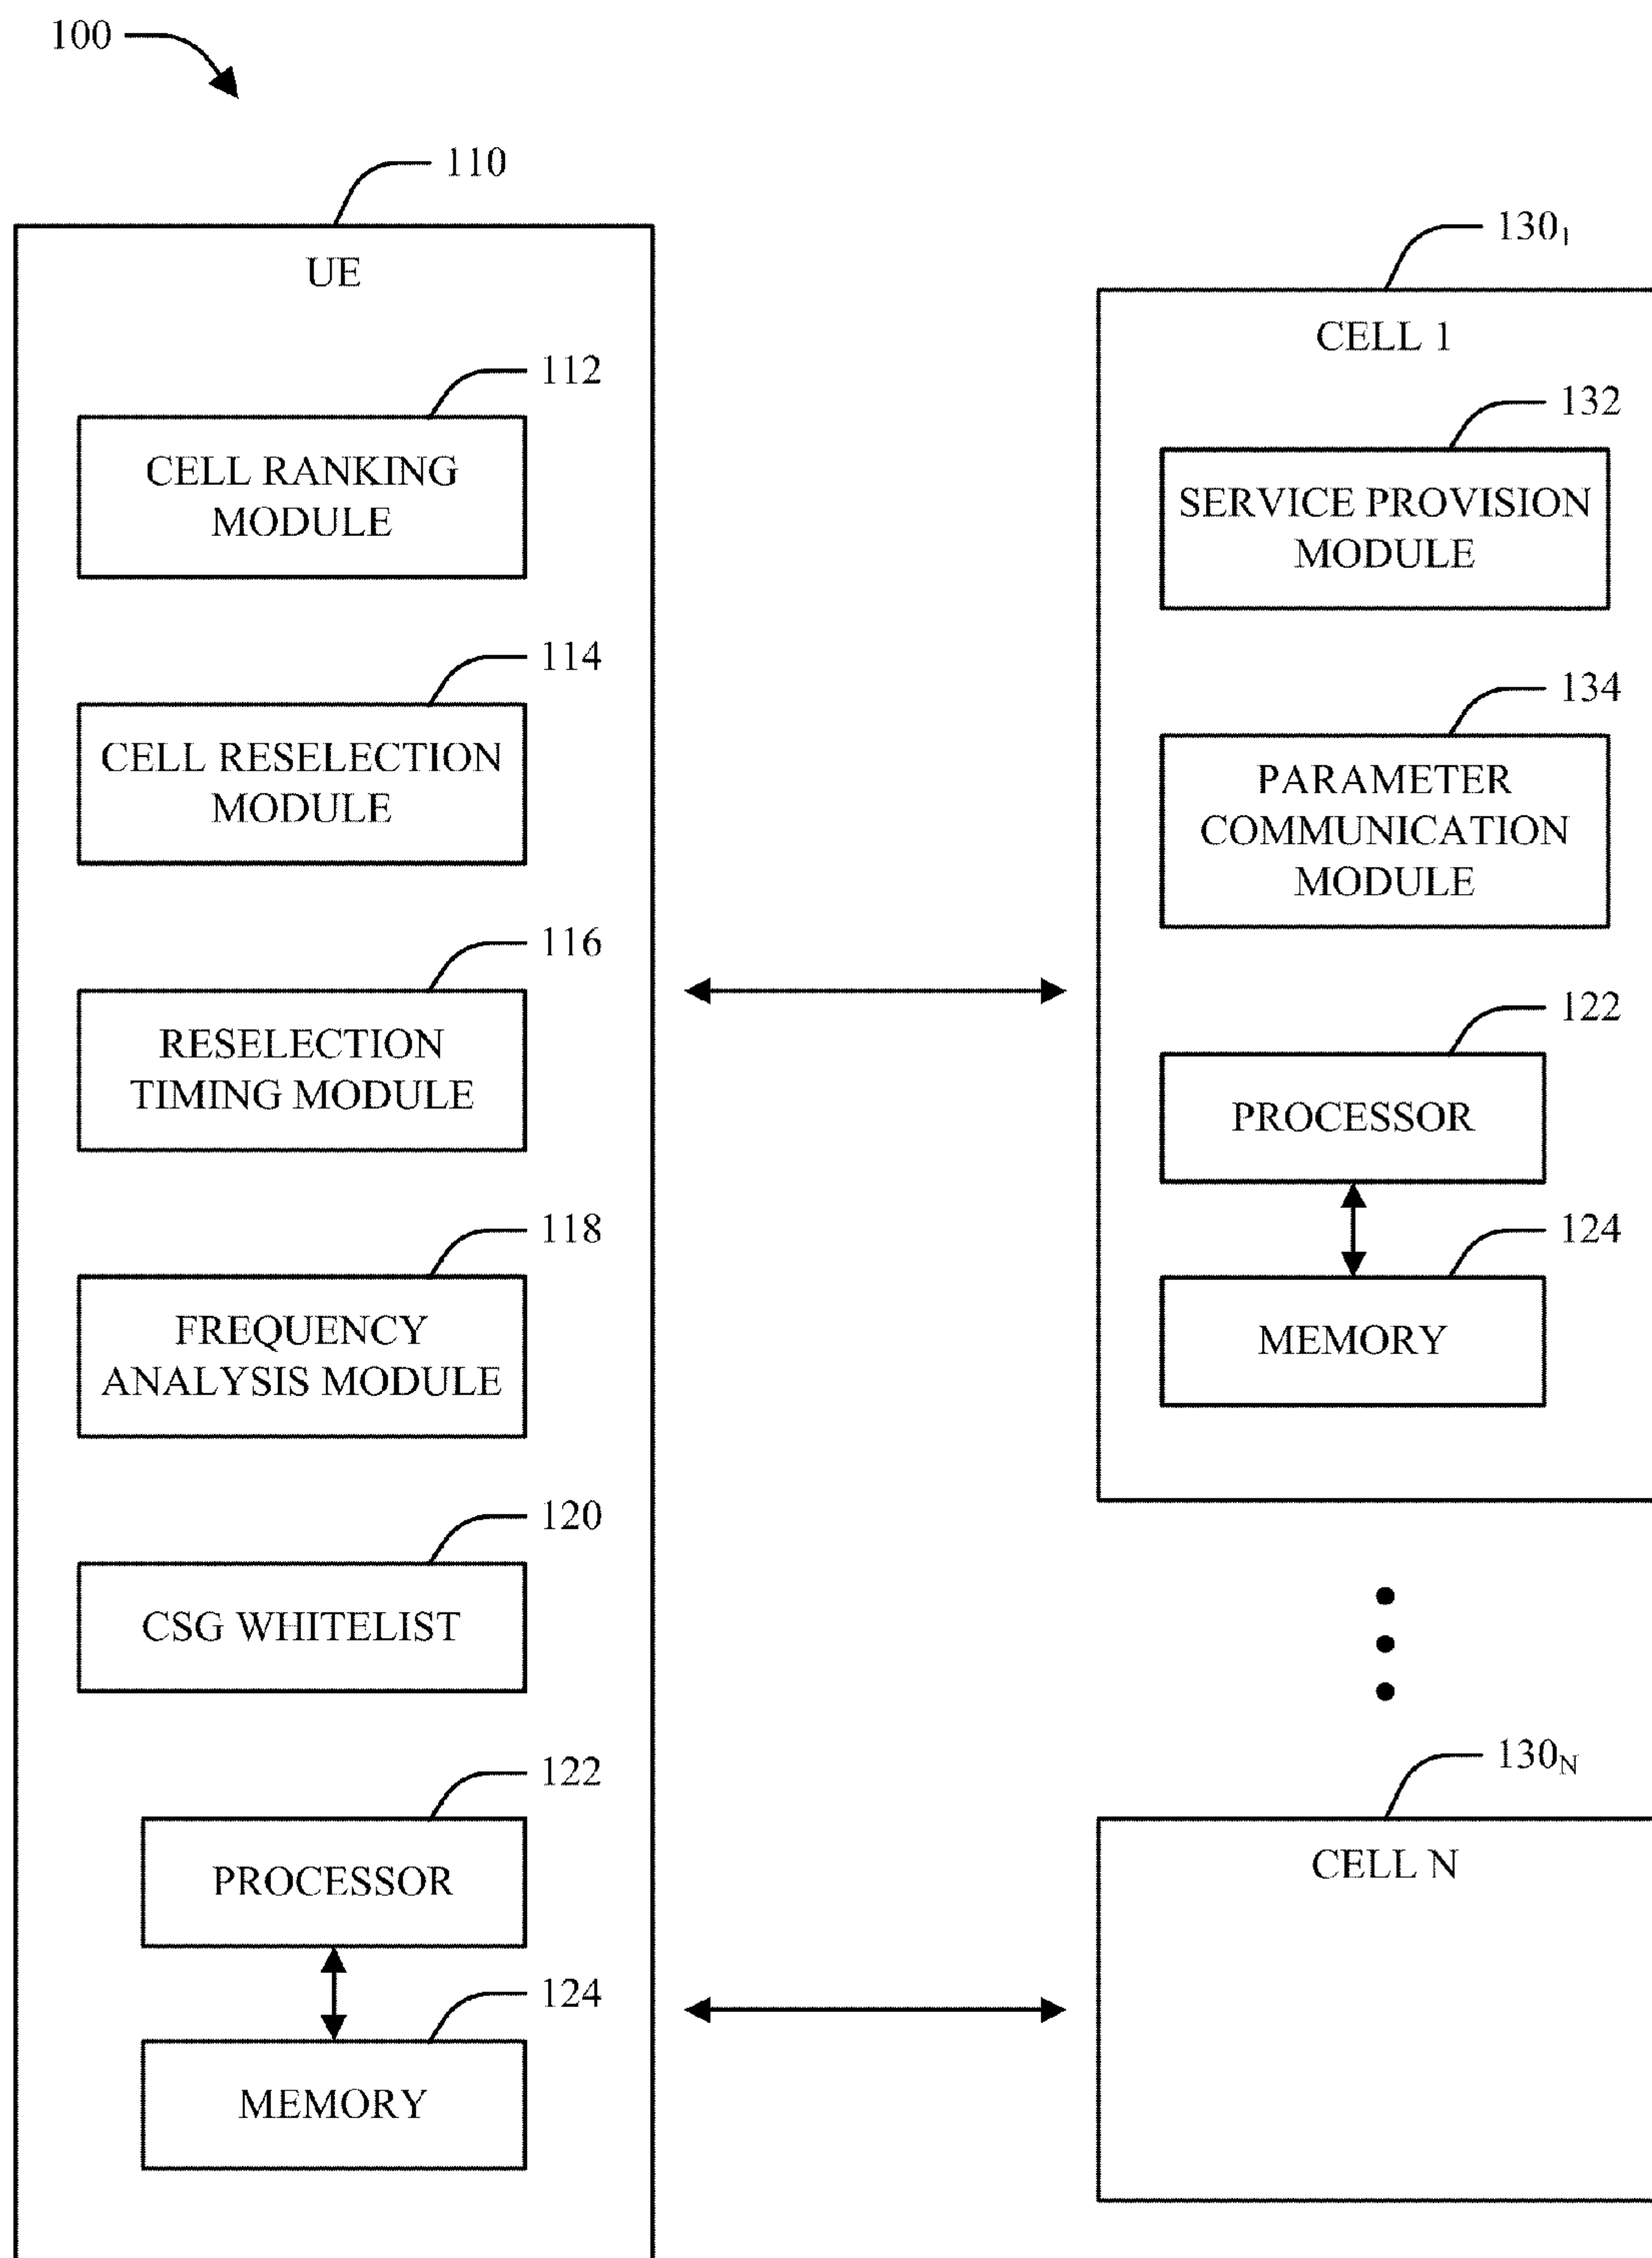 100
110
UE
112
CELL RANKING
MODULE
114
CELL RESELECTION
MODULE
116
RESELECTION
TIMING MODULE
118
FREQUENCY
ANALYSIS MODULE
120
CSG WHITELIST
122
PROCESSOR
124
MEMORY
130₁
CELL 1
132
SERVICE PROVISION
MODULE
134
PARAMETER
COMMUNICATION
MODULE
122
PROCESSOR
124
MEMORY
130N
CELL N